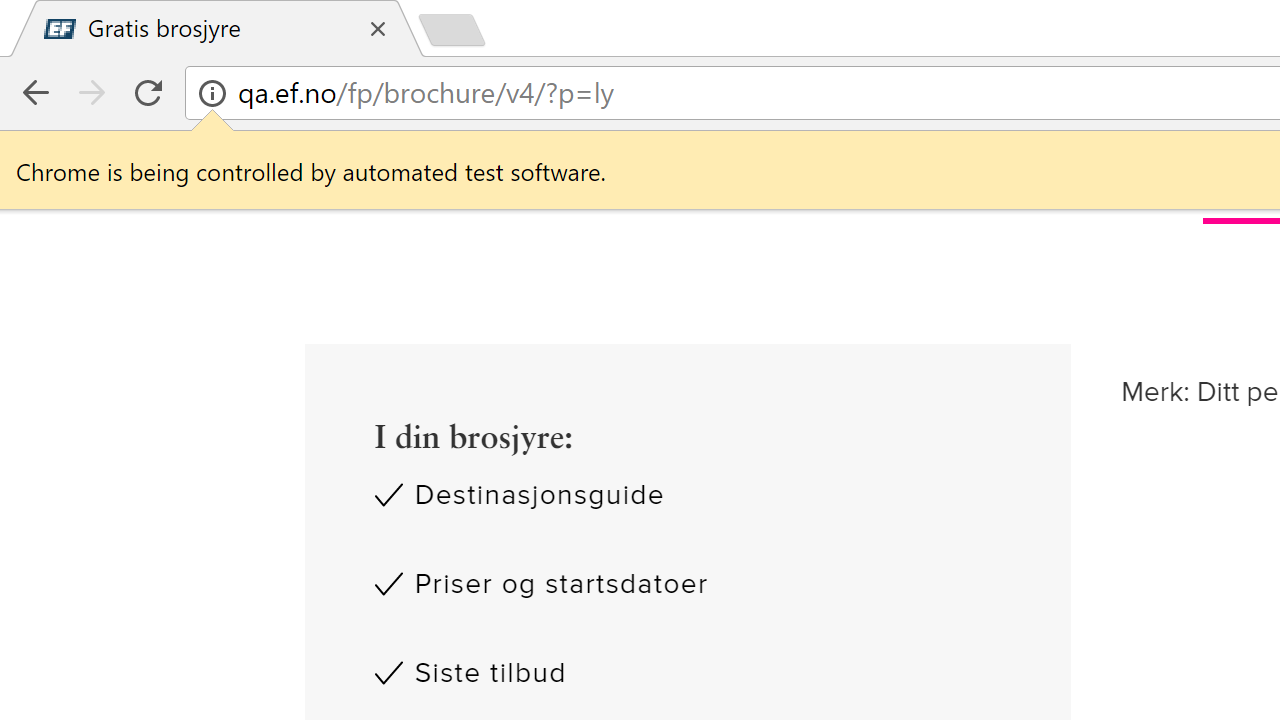 EF Gratis brosjyre
qa.ef.no/fp/brochure/v4/?p=ly
Chrome is being controlled by automated test software.
Merk: Ditt pe
I din brosjyre:
Destinasjonsguide
Priser og startsdatoer
Siste tilbud